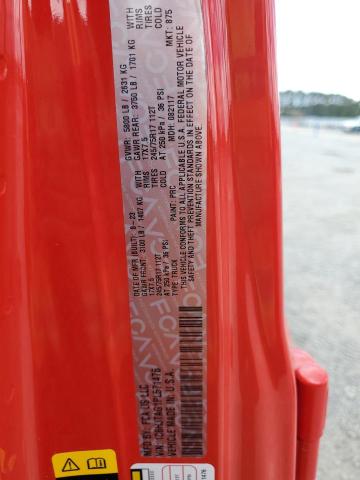 MFD BY: FCA US LLC
DATE OF MFR (BUILT): 8-23
GVWR: 5800 LB / 2631 KG
GAWR FRONT: 3100 LB / 1407 KG
WITH
TIRES
RIMS
COLD
17X7.5
245/75R17 112T
AT 250 kPa / 36 PSI
GAWR REAR: 3750 LB / 1701 KG
WITH
TIRES
RIMS
COLD
17X7.5
245/75R17 112T
AT 250 kPa / 36 PSI
THIS VEHICLE CONFORMS TO ALL APPLICABLE U.S.A. FEDERAL MOTOR VEHICLE
SAFETY AND THEFT PREVENTION STANDARDS IN EFFECT ON THE DATE OF
MANUFACTURE SHOWN ABOVE.
TYPE: TRUCK
PAINT: PRC
MDH: 082117
MKT: 875
VEHICLE MADE IN U.S.A.